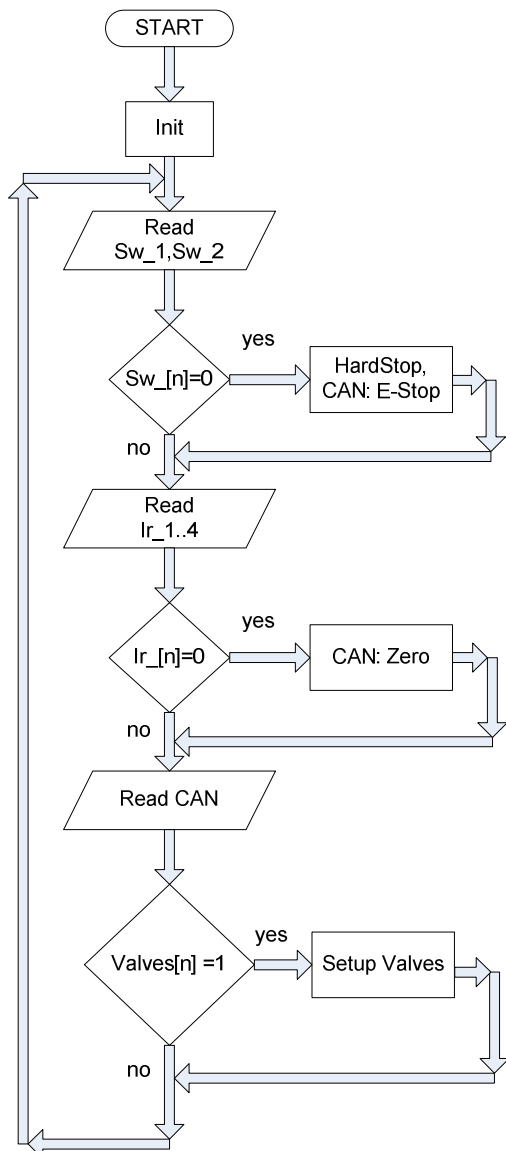 START
Init
Read
Sw_1,Sw_2
Sw_[n]=0
yes
HardStop,
CAN: E-Stop
no
Read
Ir_1..4
Ir_[n]=0
yes
CAN: Zero
no
Read CAN
Valves[n] =1
yes
Setup Valves
no